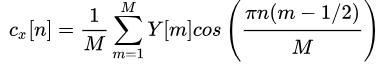 c_x[n] = \frac{1}{M} \sum_{m=1}^{M} Y[m]cos\left(\frac{\pi n(m - 1/2)}{M}\right)